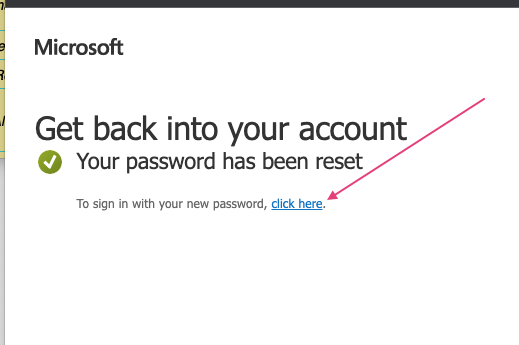 Microsoft
Get back into your account
Your password has been reset
To sign in with your new password, click here.